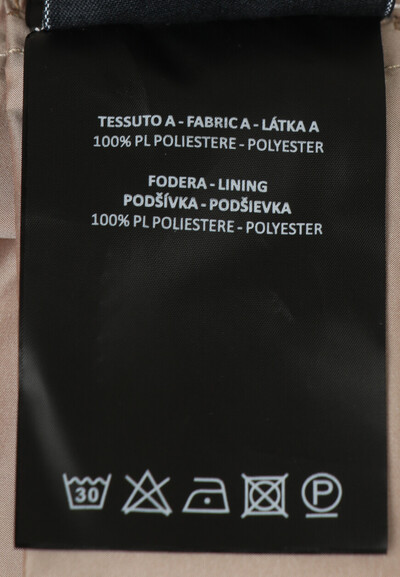 TESSUTO A - FABRIC A - LÁTKA A
100% PL POLIESTERE - POLYESTER
FODERA - LINING
PODŠÍVKA - PODŠIEVKA
100% PL POLIESTERE - POLYESTER
30 P